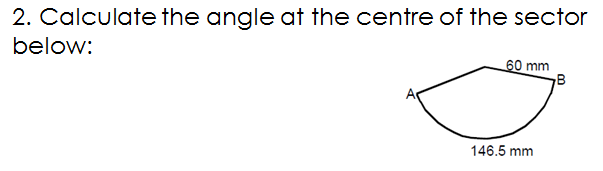 2. Calculate the angle at the centre of the sector
below:
60 mm
A
B
146.5 mm